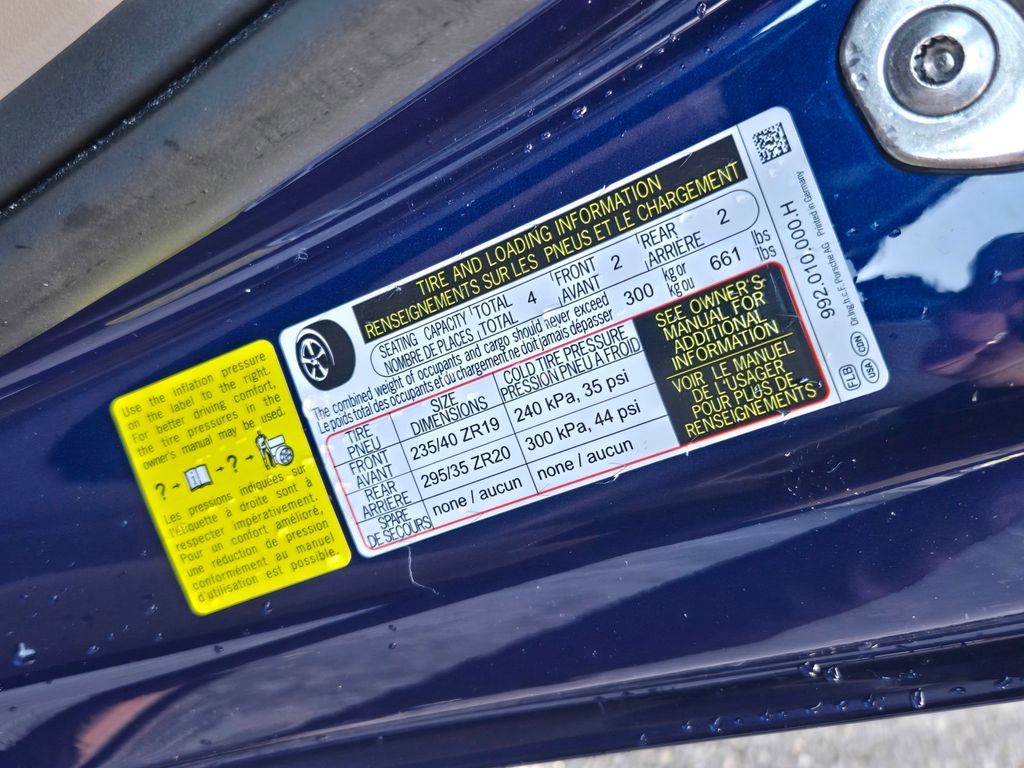 TIRE AND LOADING INFORMATION
RENSEIGNEMENTS SUR LES PNEUS ET LE CHARGEMENT
SEATING CAPACITY TOTAL 4 FRONT 2 REAR 2
NOMBRE DE PLACES TOTAL AVANT ARRIÈRE
The combined weight of occupants and cargo should never exceed 300 kg or 661 lbs
Le poids total des occupants et du chargement ne doit jamais dépasser kg ou lbs
TIRE SIZE COLD TIRE PRESSURE
PNEU DIMENSIONS PRESSION PNEU A FROID
FRONT 235/40 ZR19 240 kPa, 35 psi
AVANT
REAR 295/35 ZR20 300 kPa, 44 psi
ARRIÈRE
SPARE none / aucun none / aucun
DE SECOURS
SEE OWNER'S
MANUAL FOR
ADDITIONAL
INFORMATION
VOIR LE MANUEL
DE L'USAGER
POUR PLUS DE
RENSEIGNEMENTS
992.010.000.H
Dr.Ing.h.c.F. Porsche AG Printed in Germany
FLB USA CDN
Use the inflation pressure
on the label to the right.
For better driving comfort,
the tire pressures in the
owner's manual may be used.
? → i → ? →
Les pressions indiquées sur
l'étiquette à droite sont à
respecter impérativement.
Pour un confort amélioré,
une réduction de pression
conformément au manuel
d'utilisation est possible.